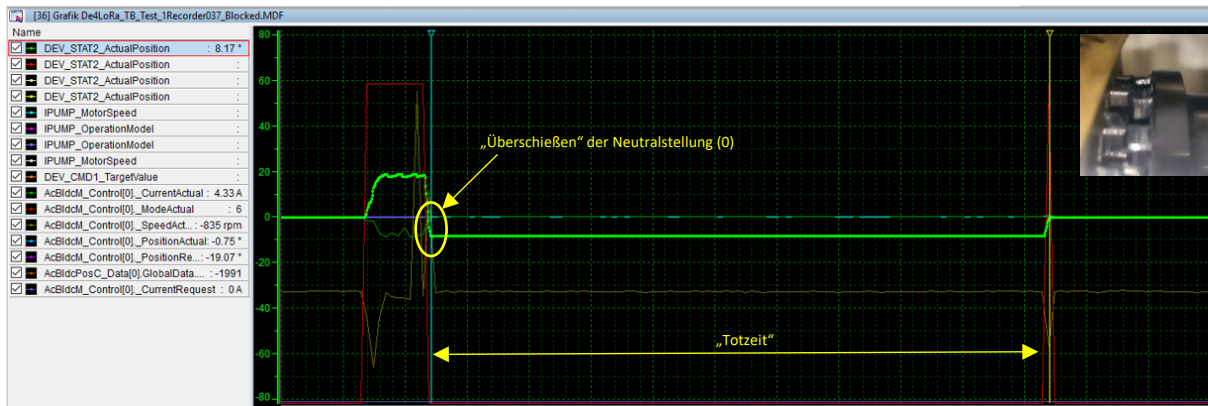 [36] Grafik De4LoRa_TB_Test_1Recorder037_Blocked.MDF
Name
DEV_STAT2_ActualPosition : 8.17 °
DEV_STAT2_ActualPosition :
DEV_STAT2_ActualPosition :
DEV_STAT2_ActualPosition :
IPUMP_MotorSpeed :
IPUMP_OperationModel :
IPUMP_OperationModel :
IPUMP_MotorSpeed :
DEV_CMD1_TargetValue :
AcBldcM_Control[0]._CurrentActual : 4.33 A
AcBldcM_Control[0]._ModeActual : 6
AcBldcM_Control[0]._SpeedAct... : -835 rpm
AcBldcM_Control[0]._PositionActual: -0.75 °
AcBldcM_Control[0]._PositionRe...: -19.07 °
AcBldcPosC_Data[0].GlobalData.... : -1991
AcBldcM_Control[0]._CurrentRequest : 0 A
80
60
40
20
0
-20
-40
-60
-80
„Überschießen“ der Neutralstellung (0)
„Totzeit“